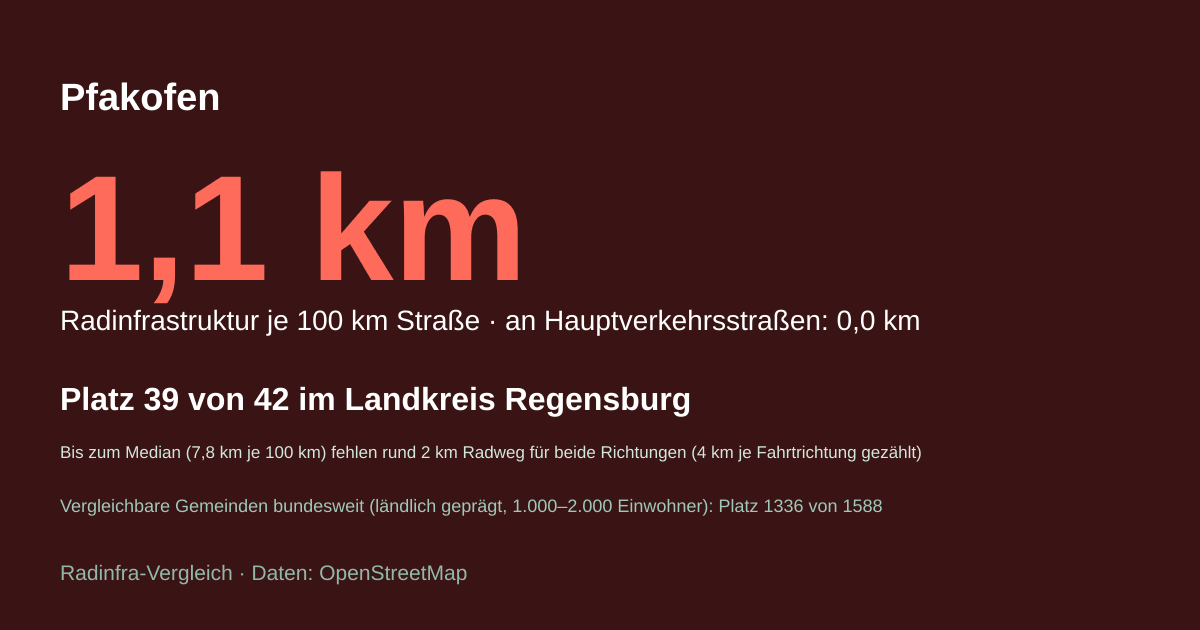 Pfakofen
1,1 km
Radinfrastruktur je 100 km Straße · an Hauptverkehrsstraßen: 0,0 km
Platz 39 von 42 im Landkreis Regensburg
Bis zum Median (7,8 km je 100 km) fehlen rund 2 km Radweg für beide Richtungen (4 km je Fahrtrichtung gezählt)
Vergleichbare Gemeinden bundesweit (ländlich geprägt, 1.000–2.000 Einwohner): Platz 1336 von 1588
Radinfra-Vergleich · Daten: OpenStreetMap